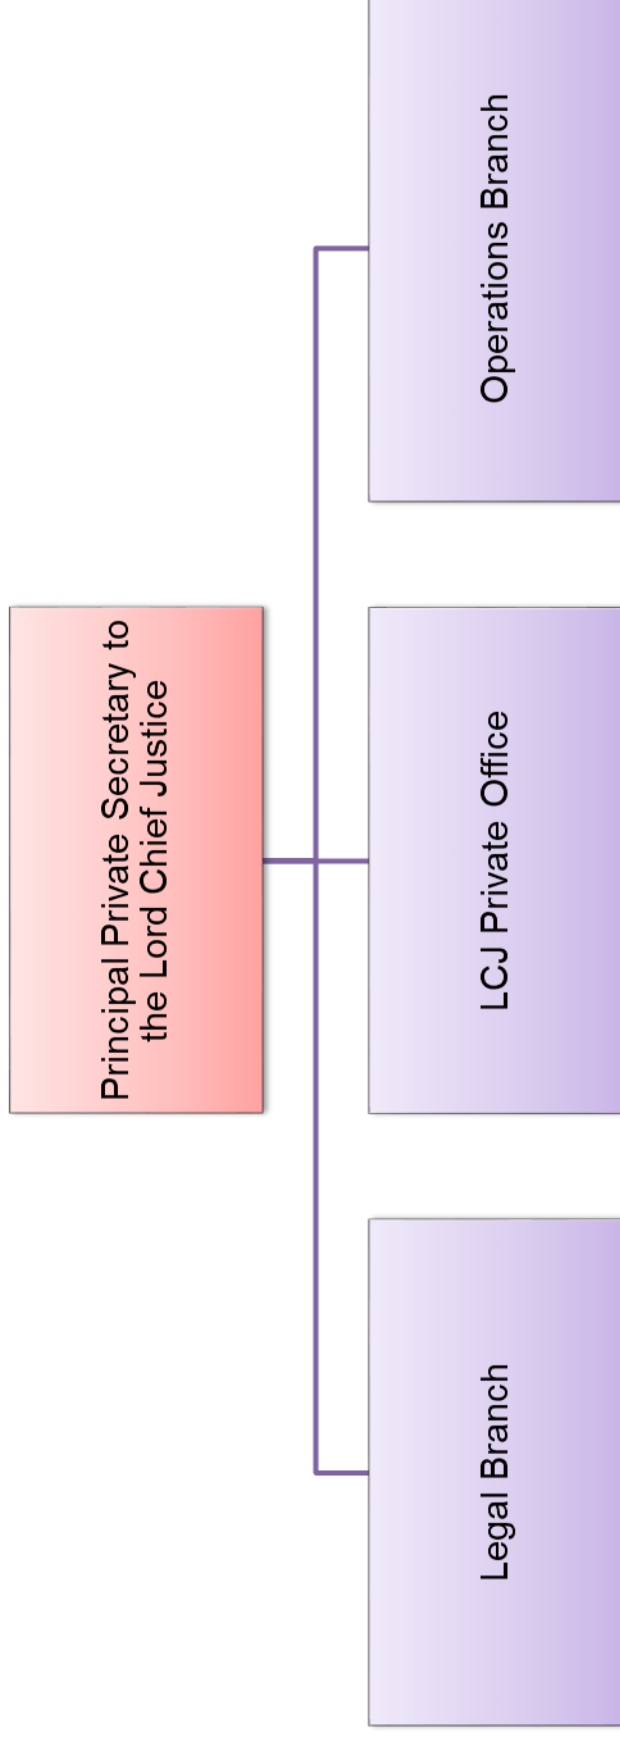 Principal Private Secretary to
the Lord Chief Justice
Legal Branch
LCJ Private Office
Operations Branch